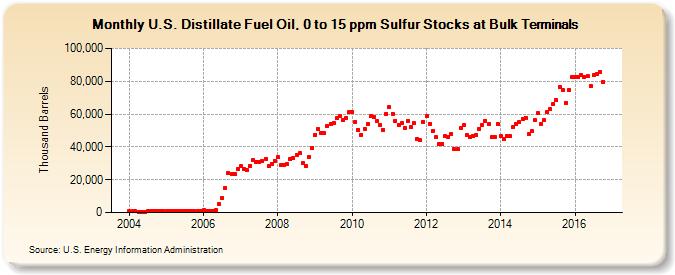 Monthly U.S. Distillate Fuel Oil, 0 to 15 ppm Sulfur Stocks at Bulk Terminals
Thousand Barrels
100,000
80,000
60,000
40,000
20,000
0
2004 2006 2008 2010 2012 2014 2016
Source: U.S. Energy Information Administration